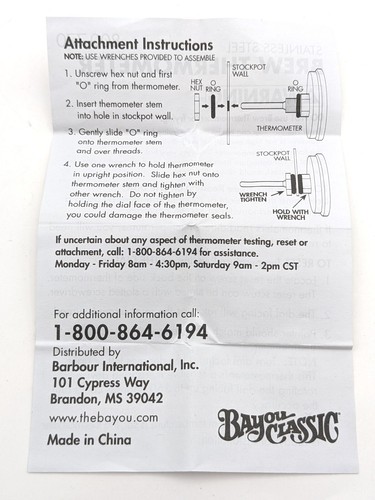 Attachment Instructions
NOTE: USE WRENCHES PROVIDED TO ASSEMBLE
1. Unscrew hex nut and first
"O" ring from thermometer.
2. Insert thermometer stem
into hole in stockpot wall.
3. Gently slide "O" ring
onto thermometer stem
and over threads.
4. Use one wrench to hold thermometer
in upright position. Slide hex nut onto
thermometer stem and tighten with
other wrench. Do not tighten by
holding the dial face of the thermometer,
you could damage the thermometer seals.
STOCKPOT
WALL
HEX
NUT
O
RING
O
RING
THERMOMETER
STOCKPOT
WALL
WRENCH
TIGHTEN
HOLD WITH
WRENCH
If uncertain about any aspect of thermometer testing, reset or
attachment, call: 1-800-864-6194 for assistance.
Monday - Friday 8am - 4:30pm, Saturday 9am - 2pm CST
For additional information call:
1-800-864-6194
Distributed by
Barbour International, Inc.
101 Cypress Way
Brandon, MS 39042
www.thebayou.com
Made in China
BAYOU CLASSIC